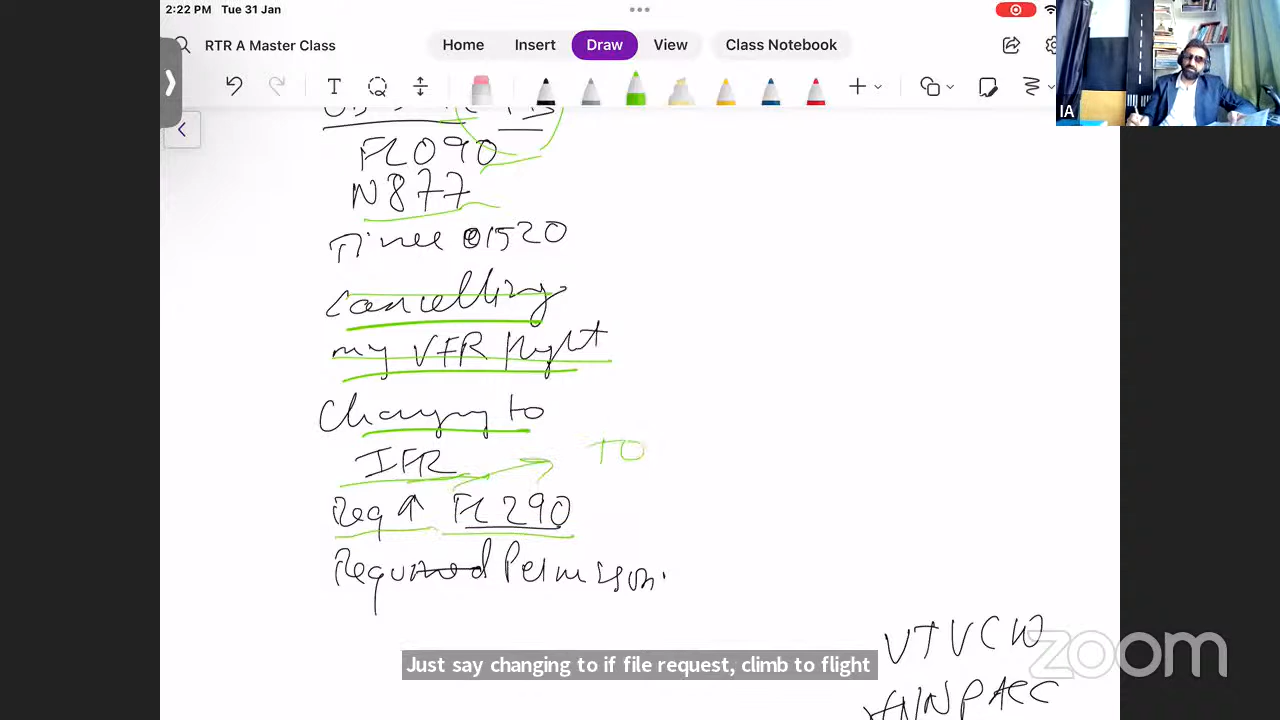 2:22 PM Tue 31 Jan
RTR A Master Class
Home Insert Draw View Class Notebook
T
IA
FL090
N877
Time 01520
Cancelling
my VFR flight
Changing to
IFR
TO
Req ↑ FL 290
Permission.
VTVCW
Just say changing to if file request, climb to flight
zoom